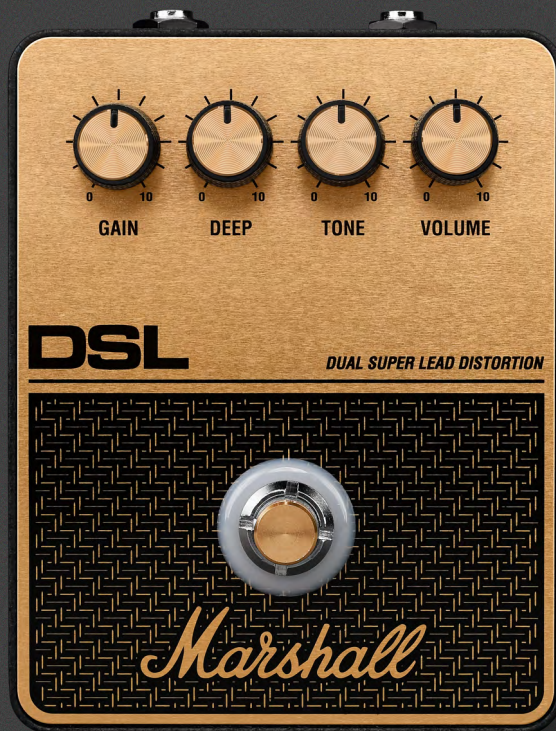 0 10 0 10 0 10 0 10
GAIN DEEP TONE VOLUME
DSL
DUAL SUPER LEAD DISTORTION
Marshall